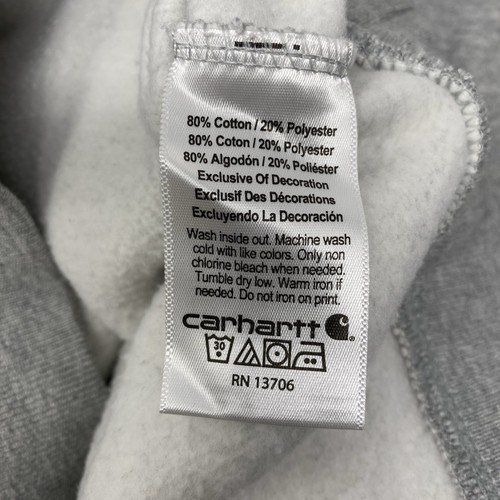 80% Cotton / 20% Polyester
80% Coton / 20% Polyester
80% Algodón / 20% Poliéster
Exclusive Of Decoration
Exclusif Des Décorations
Excluyendo La Decoración
Wash inside out. Machine wash
cold with like colors. Only non
chlorine bleach when needed.
Tumble dry low. Warm iron if
needed. Do not iron on print.
carhartt
30
RN 13706